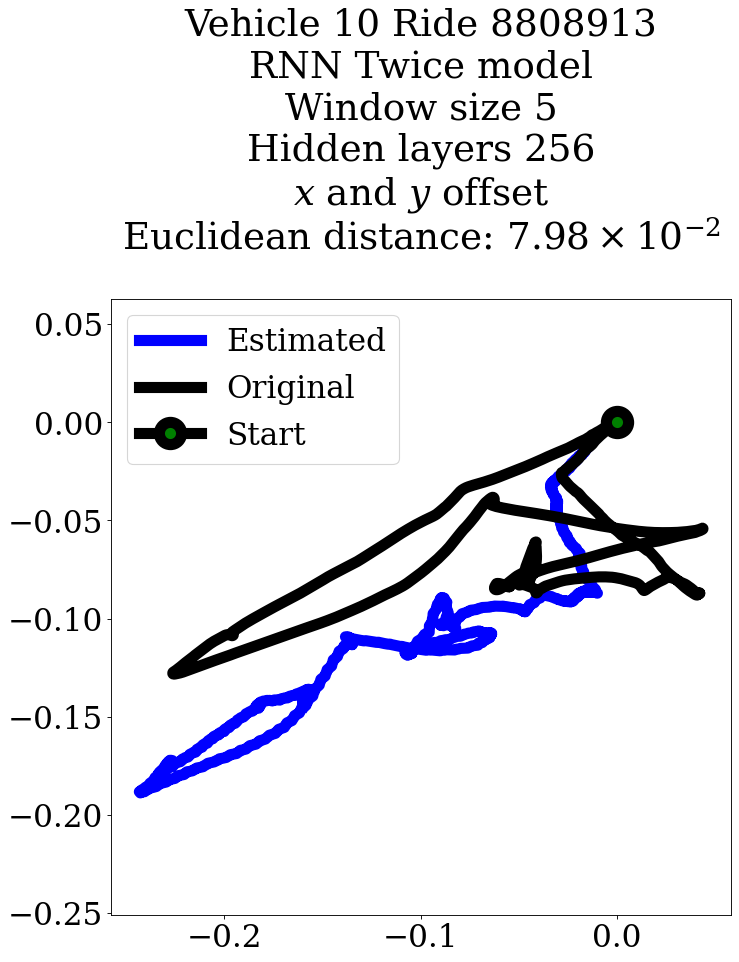 Vehicle 10 Ride 8808913
RNN Twice model
Window size 5
Hidden layers 256
x and y offset
Euclidean distance: 7.98 × 10⁻²
Estimated
Original
Start
0.05
0.00
−0.05
−0.10
−0.15
−0.20
−0.25
−0.2
−0.1
0.0